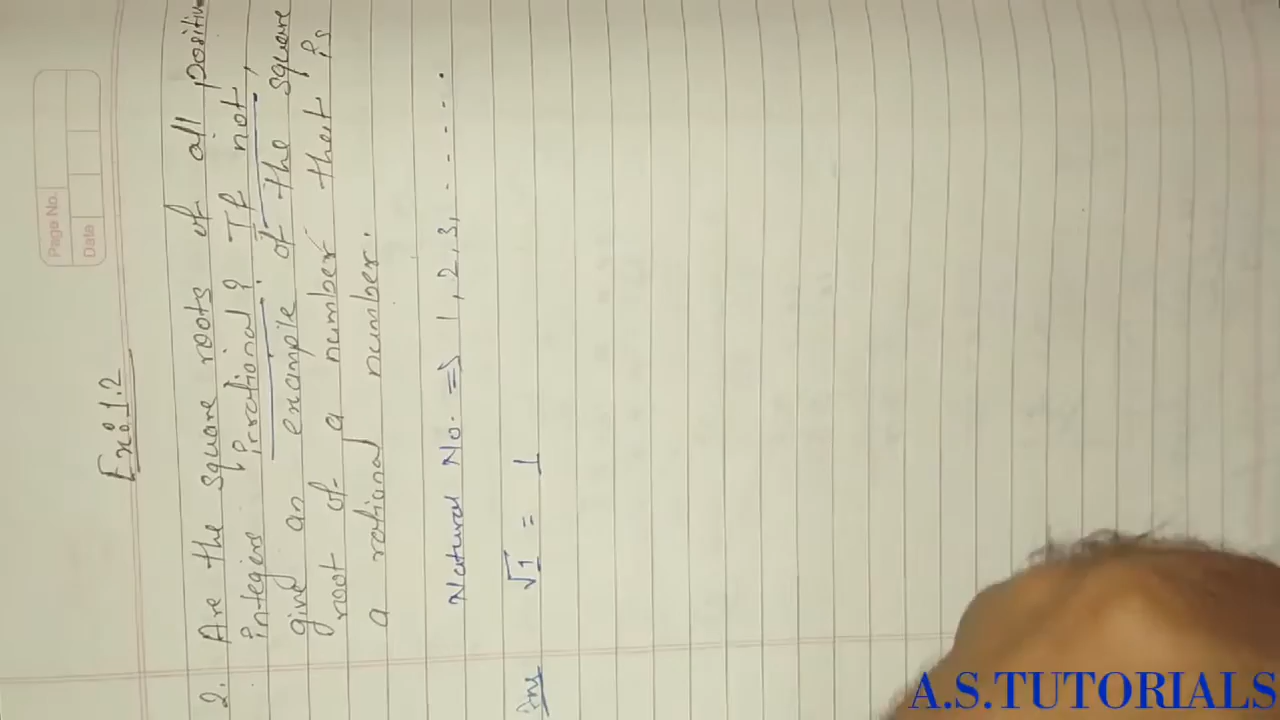 Page No.
Date
Ex: 1.2
2. Are the square roots of all positive
integers irrational? If not,
give an example of the square
root of a number that is
a rational number.
Natural No. => 1, 2, 3, - - - - - -
Ans √1 = 1
A.S.TUTORIALS